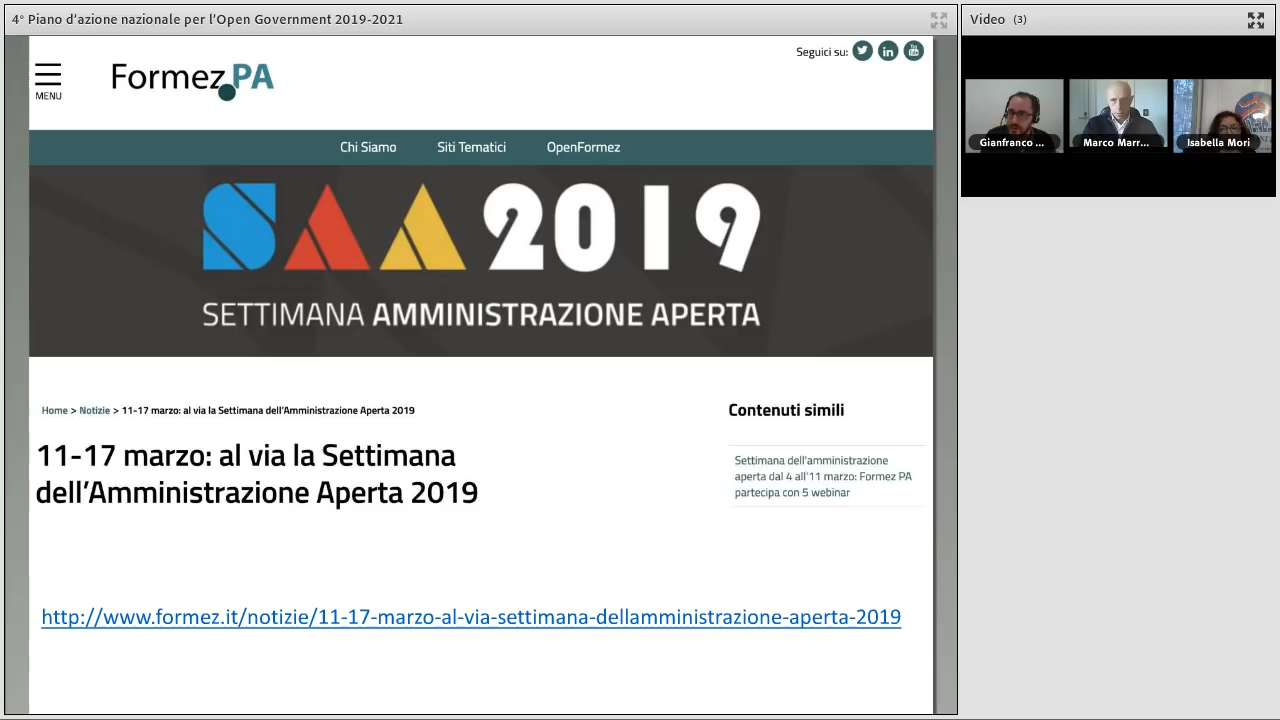 4° Piano d'azione nazionale per l'Open Government 2019-2021
Video (3)
Seguici su:
MENU
Formez PA
Chi Siamo Siti Tematici OpenFormez
SAA 2019
SETTIMANA AMMINISTRAZIONE APERTA
Gianfranco ...
Marco Marr...
Isabella Mori
Home > Notizie > 11-17 marzo: al via la Settimana dell'Amministrazione Aperta 2019
11-17 marzo: al via la Settimana
dell'Amministrazione Aperta 2019
Contenuti simili
Settimana dell'amministrazione
aperta dal 4 all'11 marzo: Formez PA
partecipa con 5 webinar
http://www.formez.it/notizie/11-17-marzo-al-via-settimana-dellamministrazione-aperta-2019